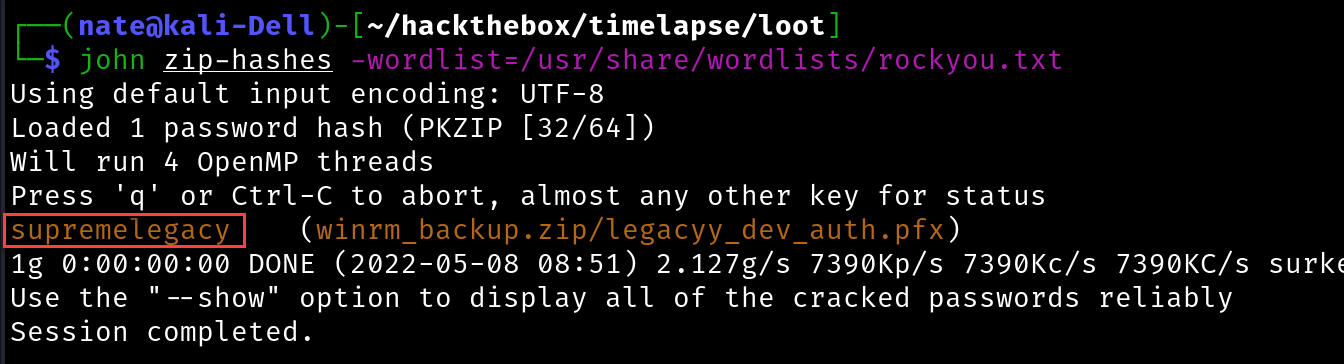 ┌──(nate@kali-Dell)-[~/hackthebox/timelapse/loot]
└─$ john zip-hashes -wordlist=/usr/share/wordlists/rockyou.txt
Using default input encoding: UTF-8
Loaded 1 password hash (PKZIP [32/64])
Will run 4 OpenMP threads
Press 'q' or Ctrl-C to abort, almost any other key for status
supremelegacy    (winrm_backup.zip/legacyy_dev_auth.pfx)
1g 0:00:00:00 DONE (2022-05-08 08:51) 2.127g/s 7390Kp/s 7390Kc/s 7390KC/s surke
Use the "--show" option to display all of the cracked passwords reliably
Session completed.